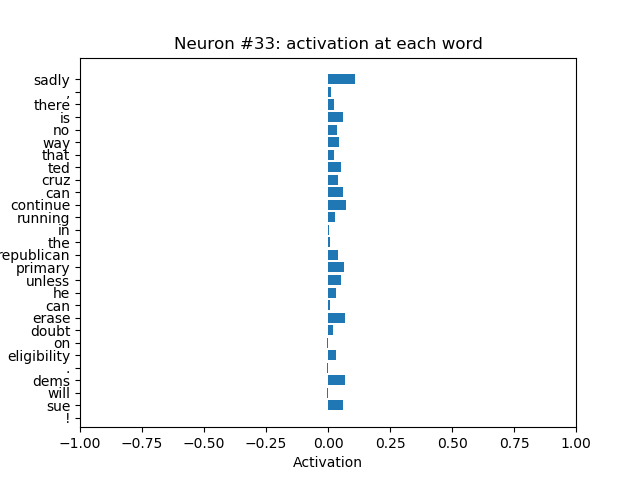 Neuron #33: activation at each word
sadly
,
there
is
no
way
that
ted
cruz
can
continue
running
in
the
republican
primary
unless
he
can
erase
doubt
on
eligibility
.
dems
will
sue
!
−1.00 −0.75 −0.50 −0.25 0.00 0.25 0.50 0.75 1.00
Activation